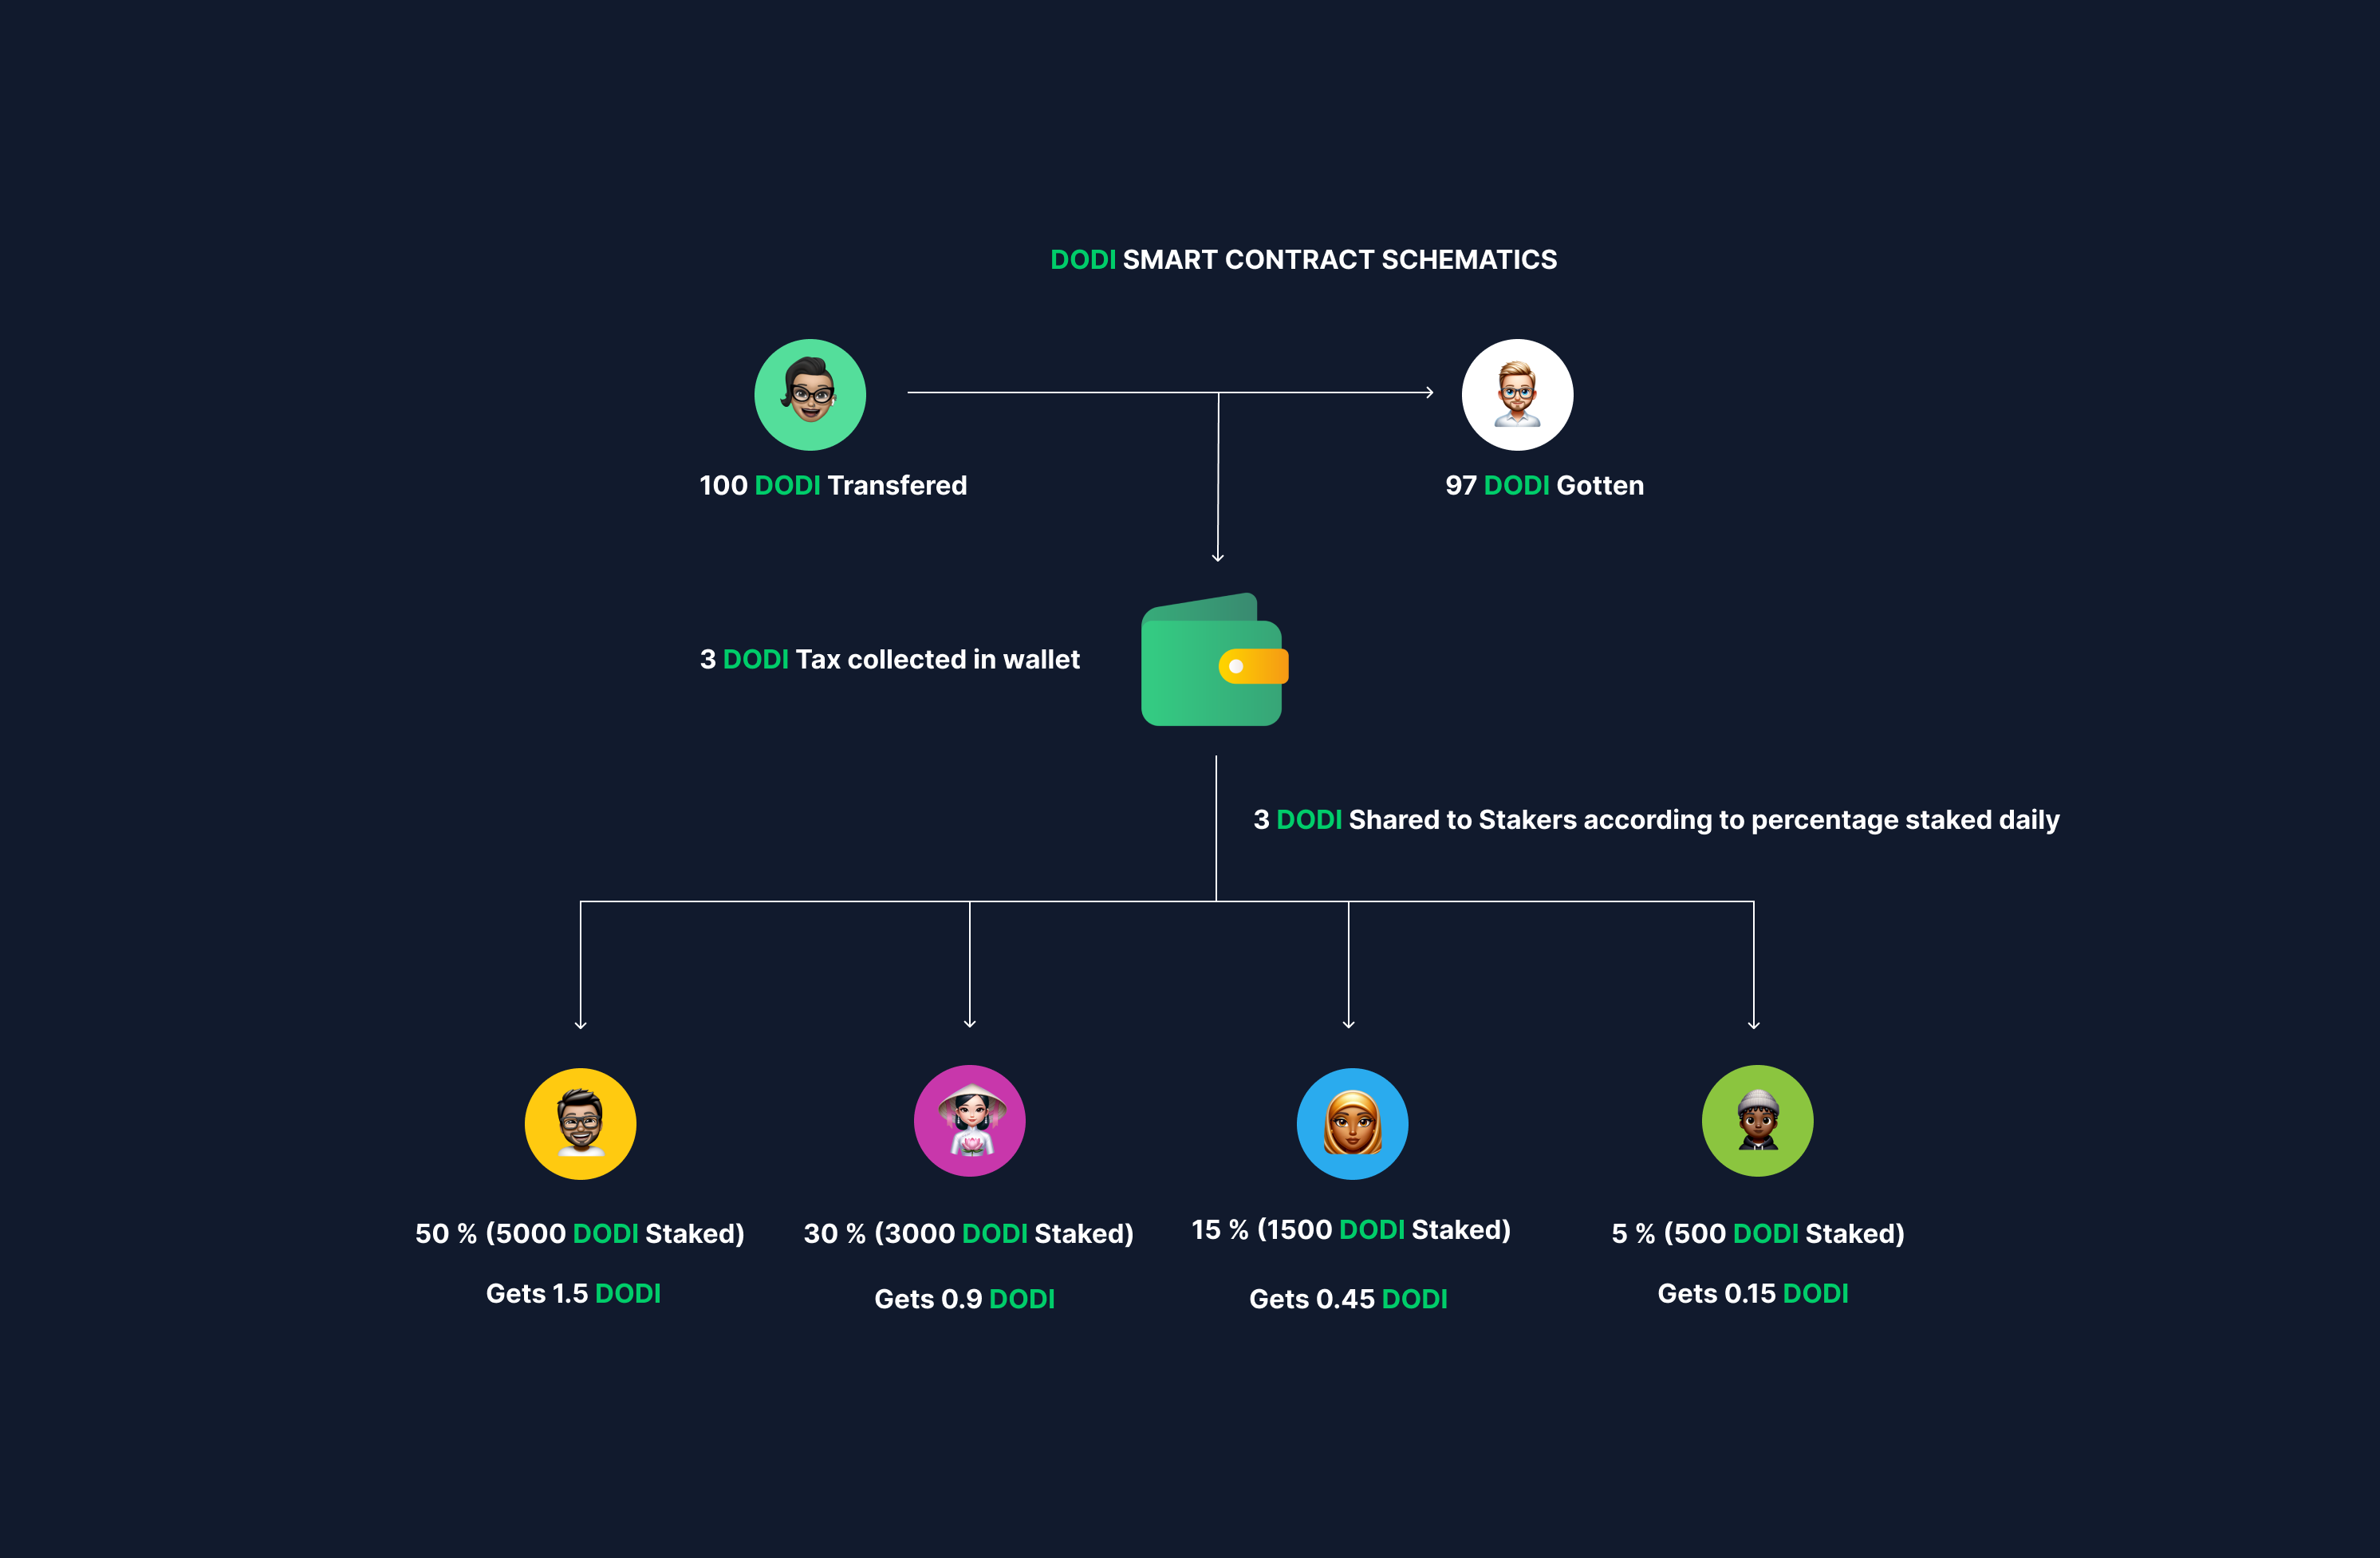 DODI SMART CONTRACT SCHEMATICS
100 DODI Transfered
97 DODI Gotten
3 DODI Tax collected in wallet
3 DODI Shared to Stakers according to percentage staked daily
50 % (5000 DODI Staked)
30 % (3000 DODI Staked)
15 % (1500 DODI Staked)
5 % (500 DODI Staked)
Gets 1.5 DODI
Gets 0.9 DODI
Gets 0.45 DODI
Gets 0.15 DODI